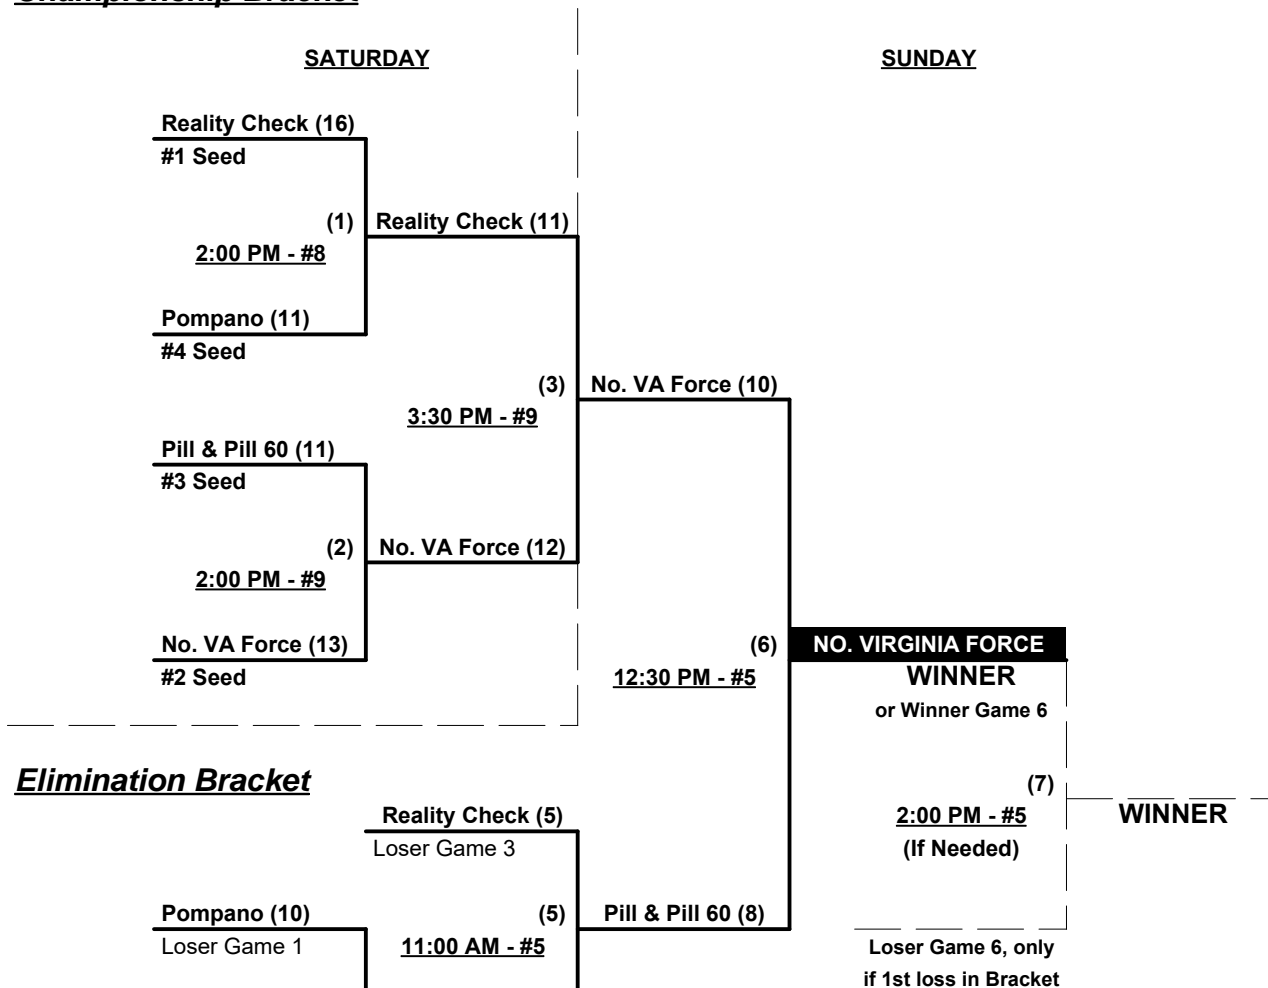 Championship Bracket
SATURDAY
SUNDAY
Reality Check (16)
#1 Seed
(1)
Reality Check (11)
2:00 PM - #8
Pompano (11)
#4 Seed
(3)
No. VA Force (10)
3:30 PM - #9
Pill & Pill 60 (11)
#3 Seed
(2)
No. VA Force (12)
2:00 PM - #9
No. VA Force (13)
#2 Seed
(6)
NO. VIRGINIA FORCE
12:30 PM - #5
WINNER
or Winner Game 6
Elimination Bracket
(7)
Reality Check (5)
2:00 PM - #5
WINNER
Loser Game 3
(If Needed)
Pompano (10)
(5)
Pill & Pill 60 (8)
Loser Game 1
11:00 AM - #5
Loser Game 6, only
if 1st loss in Bracket